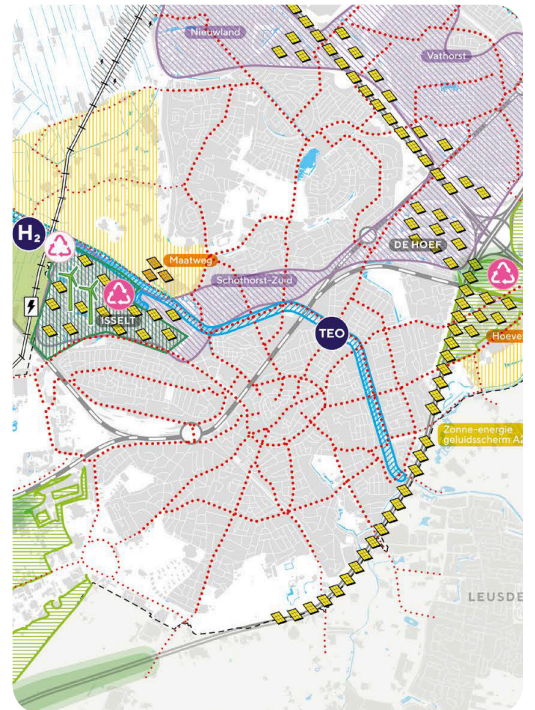 Nieuwland
Vathorst
H2
DE HOEF
Maatweg
Schothorst-Zuid
ISSELT
TEO
Hoeve
Zonne-energie
geluidsscherm A2
LEUSDE